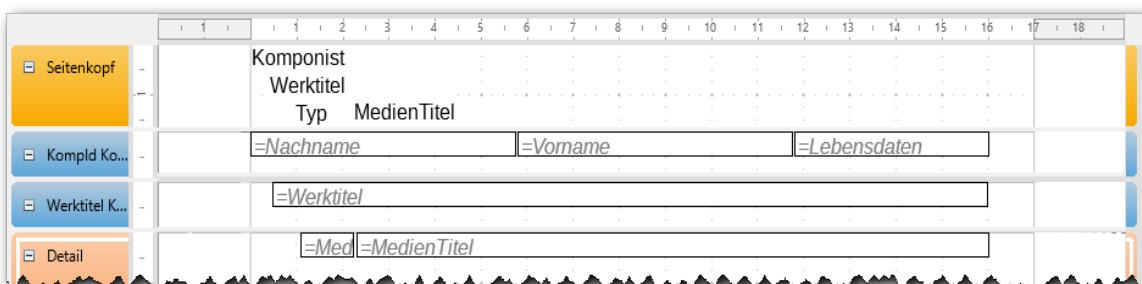 1 1 2 3 4 5 6 7 8 9 10 11 12 13 14 15 16 17 18
Seitenkopf
Komponist
Werktitel
Typ MedienTitel
KompId Ko...
=Nachname =Vorname =Lebensdaten
Werktitel K...
=Werktitel
Detail
=Med =MedienTitel